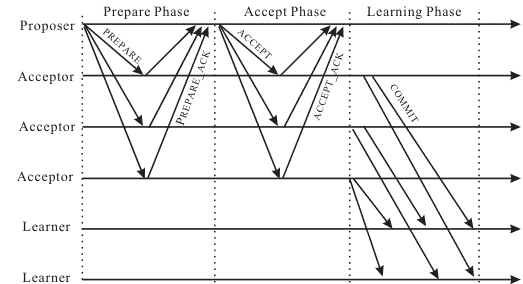 Prepare Phase Accept Phase Learning Phase
Proposer
PREPARE
PREPARE_ACK
ACCEPT
ACCEPT_ACK
Acceptor
COMMIT
Acceptor
Acceptor
Learner
Learner